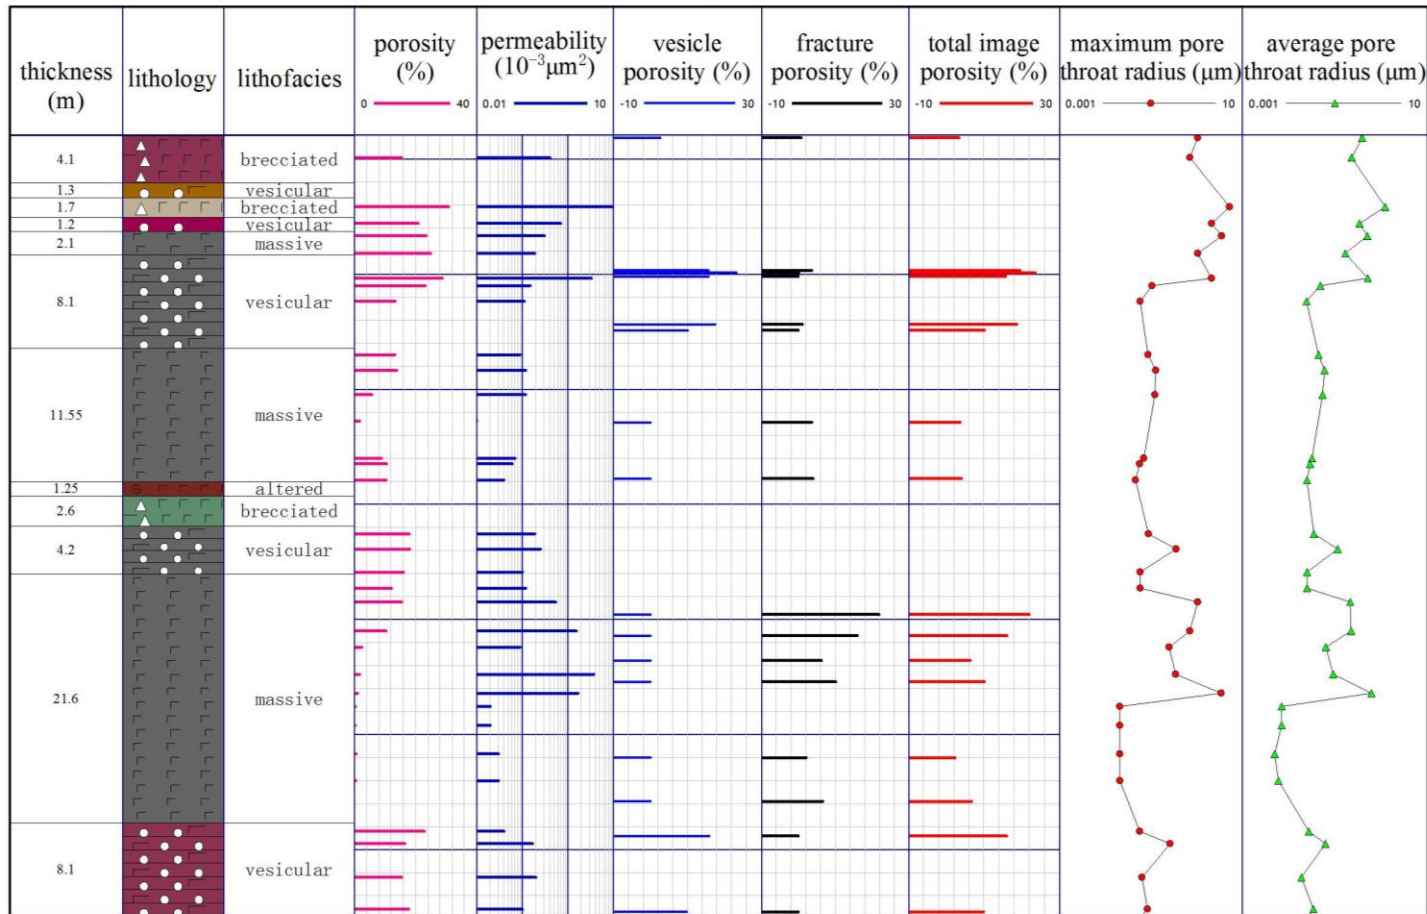 thickness
(m)
lithology
lithofacies
porosity
(%)
0 40
permeability
(10⁻³μm²)
0.01 10
vesicle
porosity (%)
-10 30
fracture
porosity (%)
-10 30
total image
porosity (%)
-10 30
maximum pore
throat radius (μm)
0.001 10
average pore
throat radius (μm)
0.001 10
4.1 brecciated
1.3 vesicular
1.7 brecciated
1.2 vesicular
2.1 massive
8.1 vesicular
11.55 massive
1.25 S altered
2.6 brecciated
4.2 vesicular
21.6 massive
8.1 vesicular